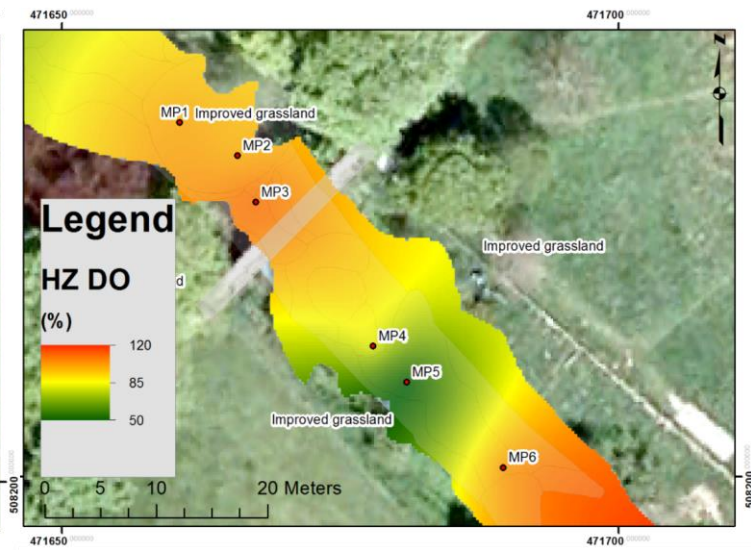 471650
471700
MP1
Improved grassland
MP2
MP3
Legend
HZ DO
d
(%)
120
85
50
Improved grassland
MP4
MP5
Improved grassland
MP6
0 5 10 20 Meters
508200
508200
471650
471700
N